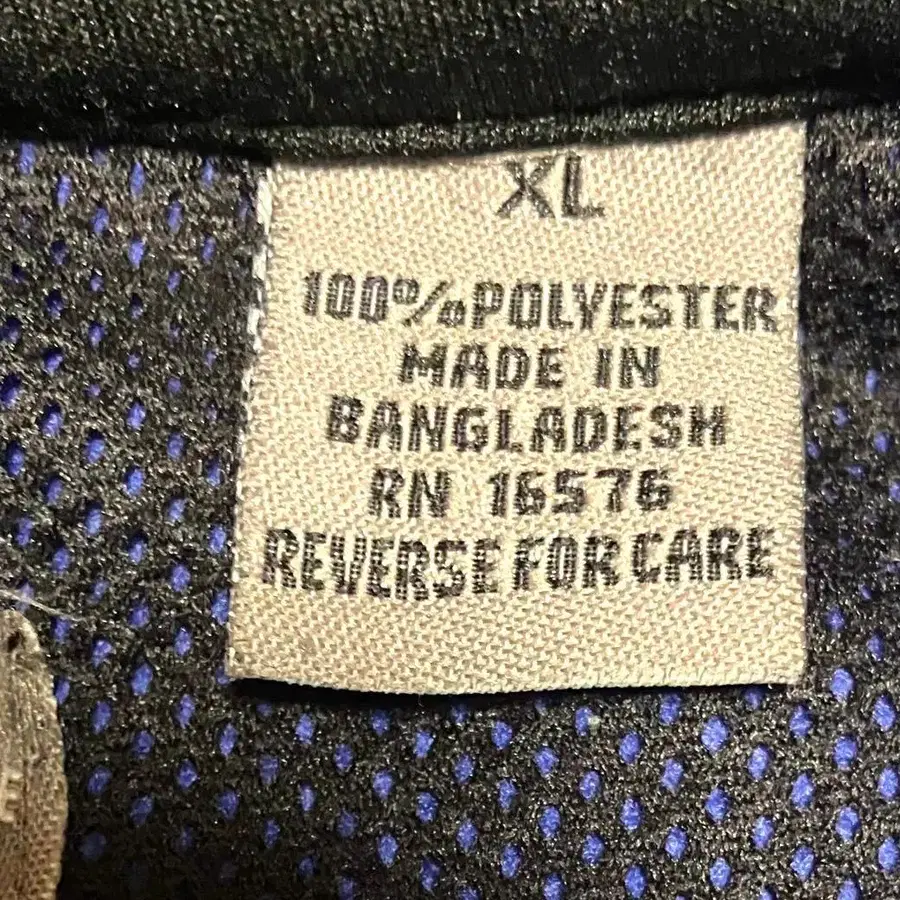 XL
100% POLYESTER
MADE IN
BANGLADESH
RN 16576
REVERSE FOR CARE